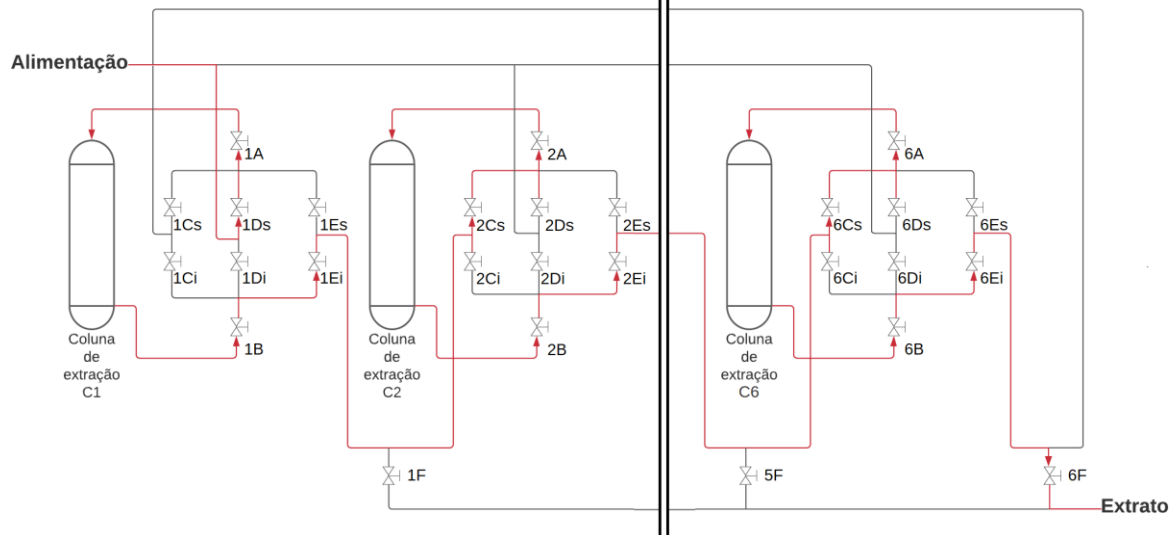 Alimentação
1A
2A
6A
1Cs
1Ds
1Es
2Cs
2Ds
2Es
6Cs
6Ds
6Es
1Ci
1Di
1Ei
2Ci
2Di
2Ei
6Ci
6Di
6Ei
1B
2B
6B
Coluna
de
extração
C1
Coluna
de
extração
C2
Coluna
de
extração
C6
1F
5F
6F
Extrato